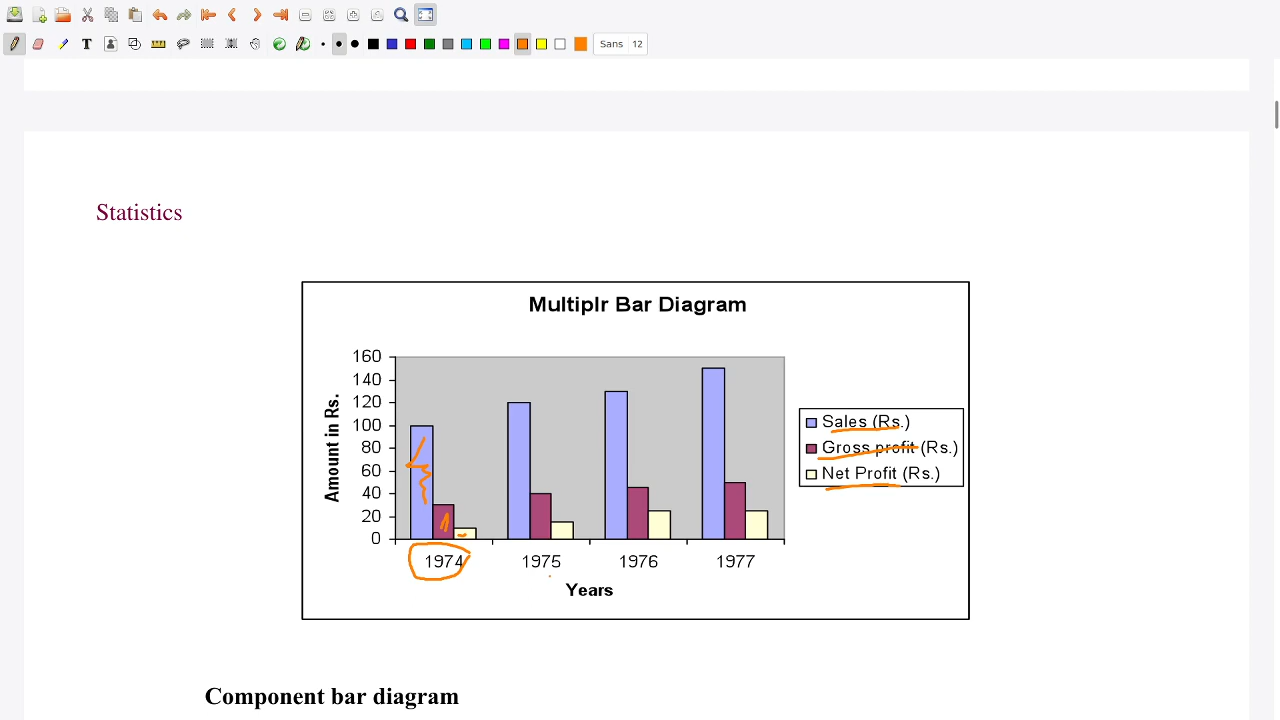 T
Sans 12
Statistics
Multiplr Bar Diagram
Amount in Rs.
160
140
120
100
80
60
40
20
0
1974 1975 1976 1977
Years
Sales (Rs.)
Gross profit (Rs.)
Net Profit (Rs.)
Component bar diagram